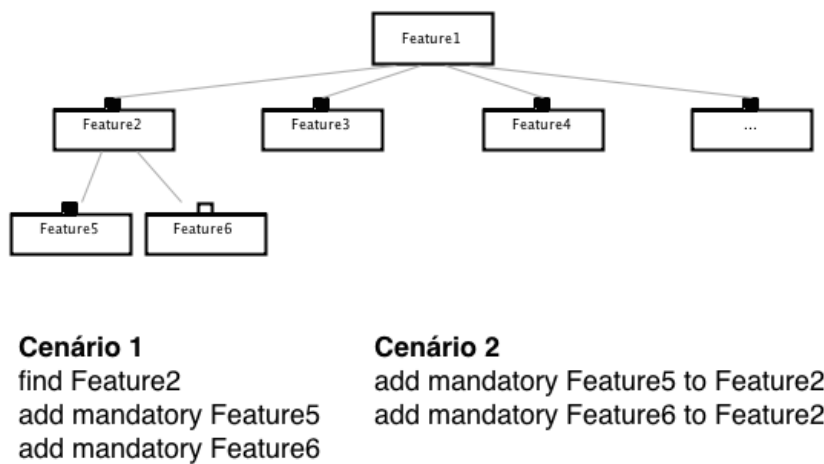 Feature1
Feature2
Feature3
Feature4
...
Feature5
Feature6
Cenário 1
find Feature2
add mandatory Feature5
add mandatory Feature6
Cenário 2
add mandatory Feature5 to Feature2
add mandatory Feature6 to Feature2